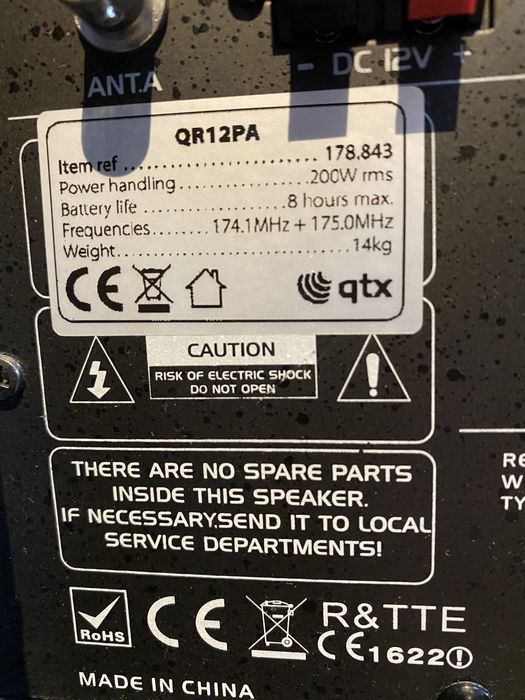 - DC 12V +
ANT.A
QR12PA
Item ref .................... 178.843
Power handling ................ 200W rms
Battery life .................. 8 hours max.
Frequencies........ 174.1MHz + 175.0MHz
Weight.............................. 14kg
CE qtx
CAUTION
RISK OF ELECTRIC SHOCK
DO NOT OPEN
THERE ARE NO SPARE PARTS
INSIDE THIS SPEAKER.
IF NECESSARY,SEND IT TO LOCAL
SERVICE DEPARTMENTS!
RoHS
CE
R&TTE
CE1622
MADE IN CHINA